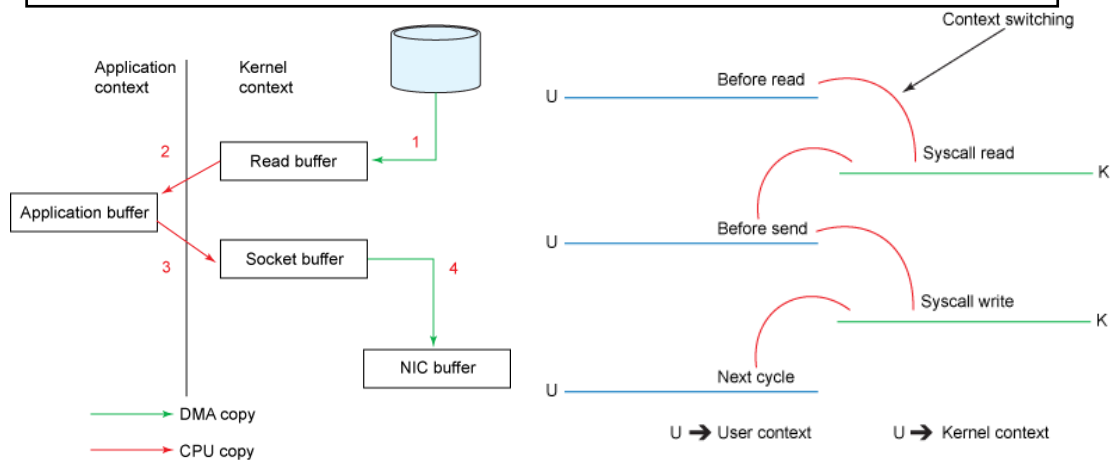 Application
context
Kernel
context
1
2
Read buffer
Application buffer
3
Socket buffer
4
NIC buffer
DMA copy
CPU copy
Context switching
Before read
U
Syscall read
K
Before send
U
Syscall write
K
Next cycle
U
U ➔ User context
U ➔ Kernel context